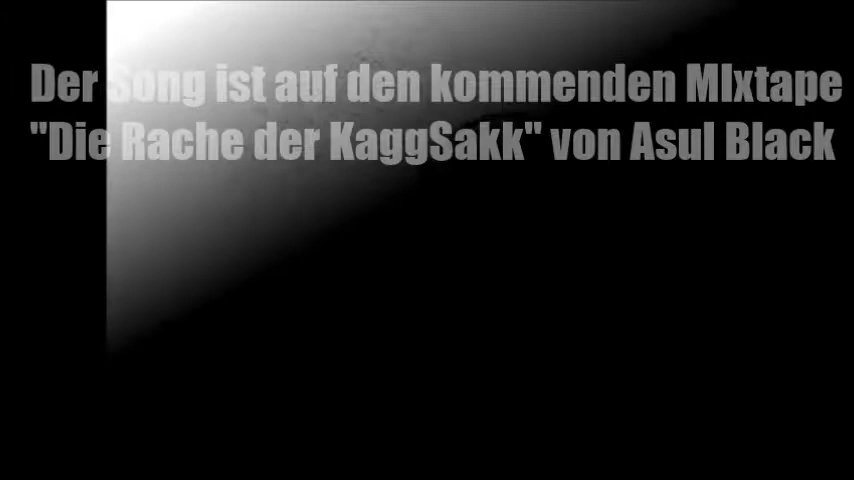 Der Song ist auf den kommenden MIxtape
"Die Rache der KaggSakk" von Asul Black